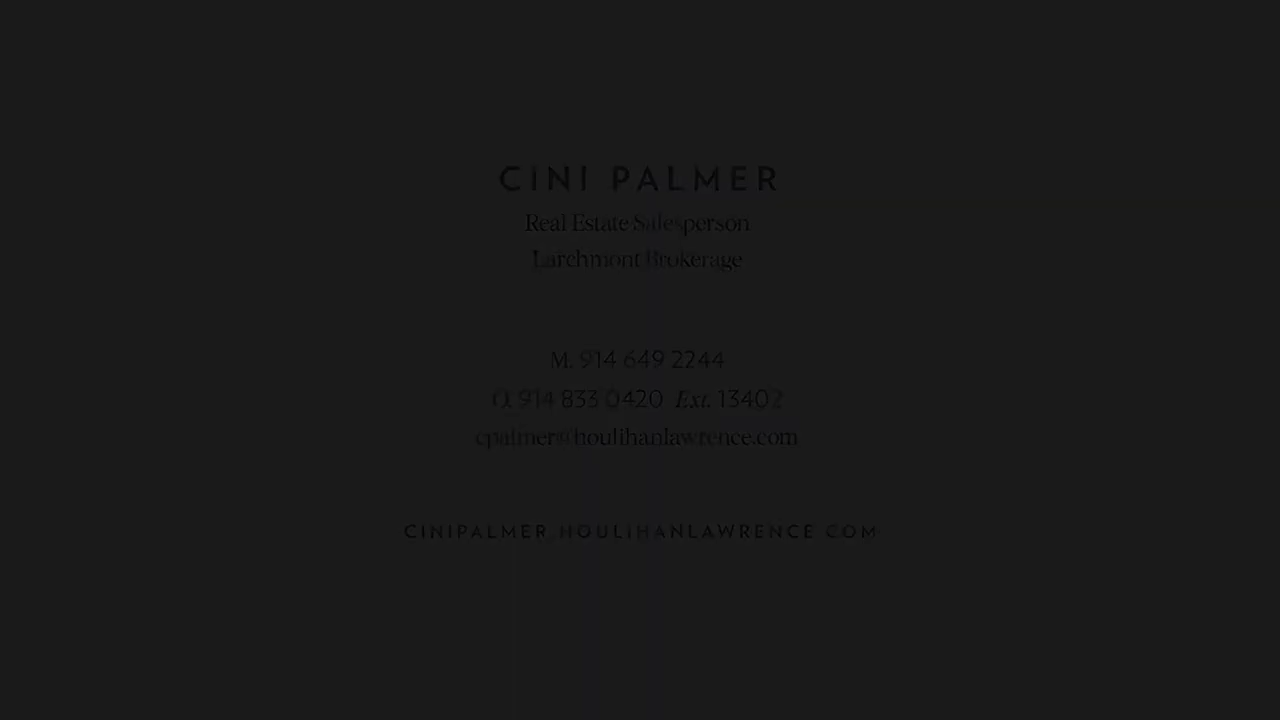 CINI PALMER
Real Estate Salesperson
Larchmont Brokerage
M. 914 649 2244
O. 914 833 0420 Ext. 13402
cpalmer@houlihanlawrence.com
CINIPALMER.HOULIHANLAWRENCE.COM